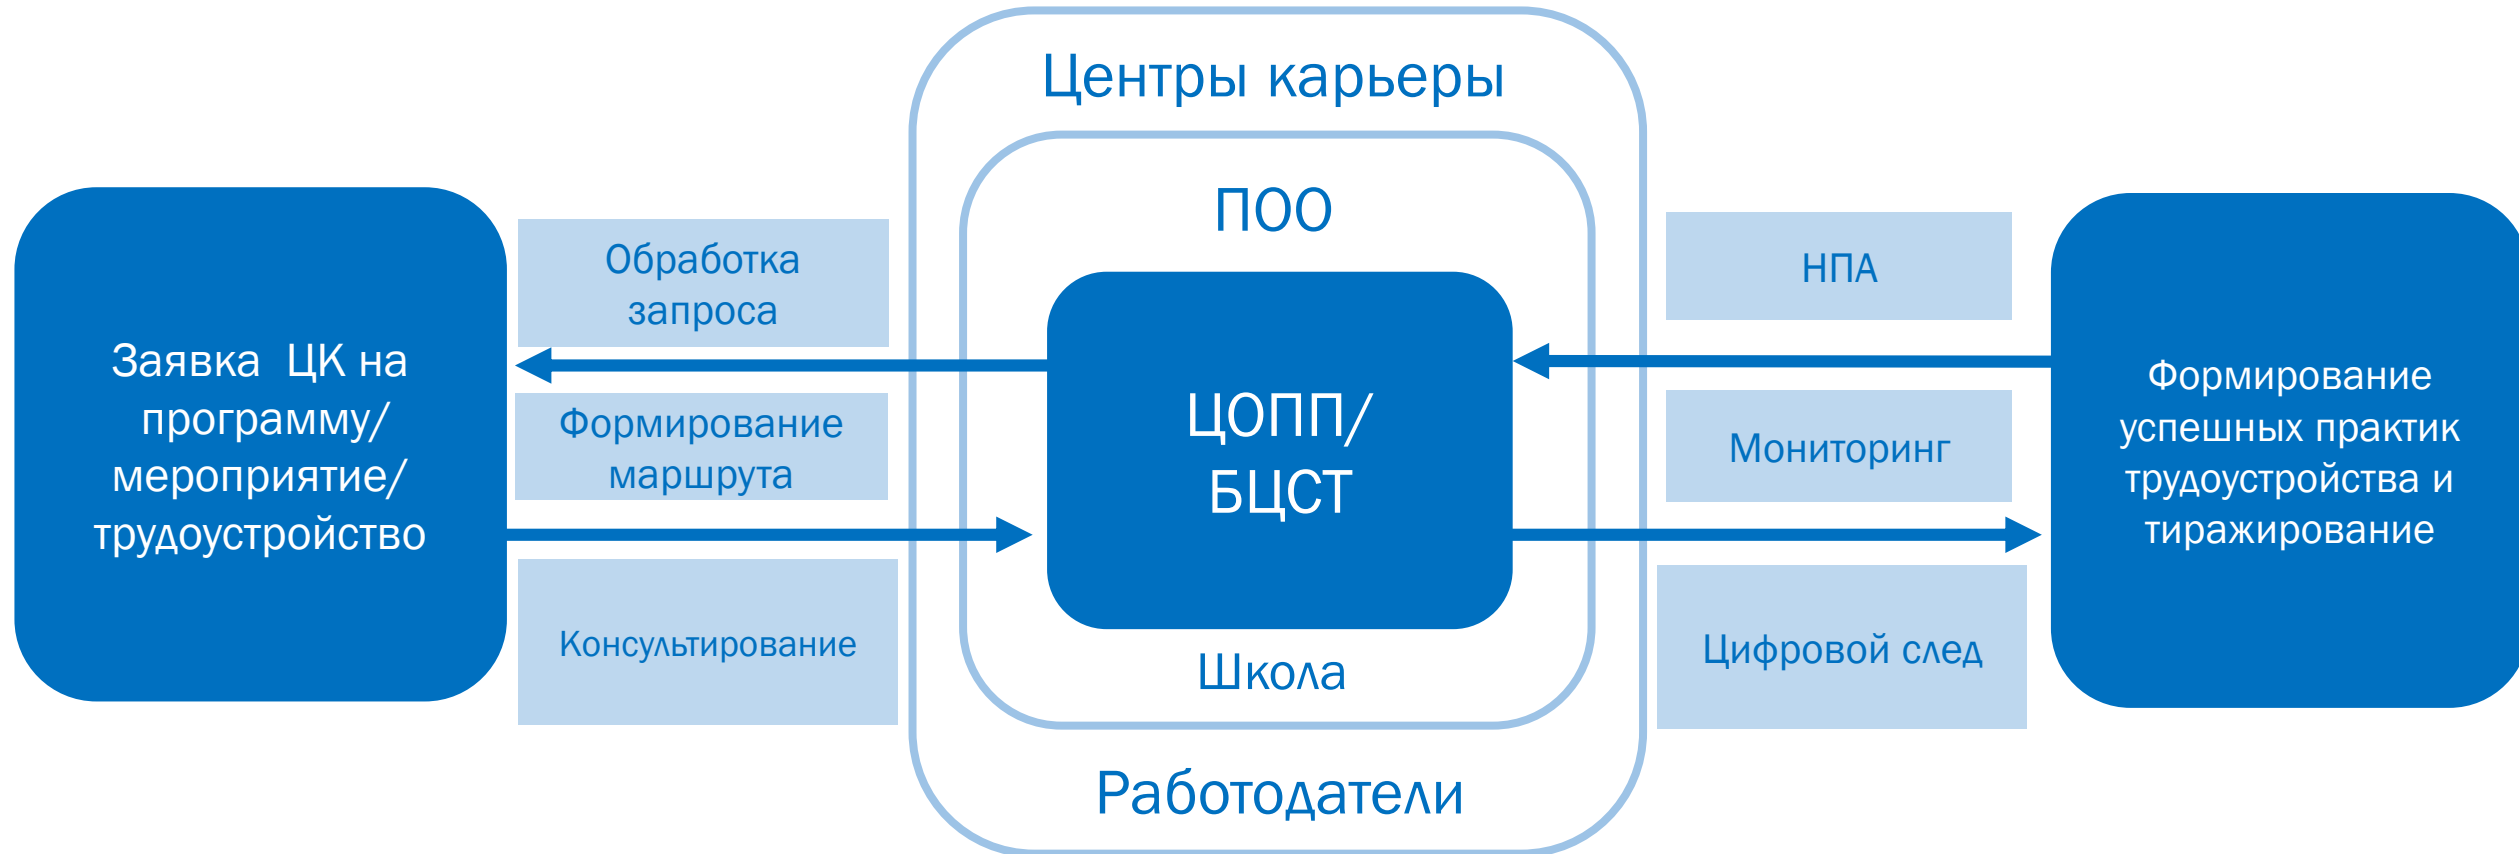 Центры карьеры
ПОО
ЦОПП/
БЦСТ
Школа
Работодатели
Заявка  ЦК на
программу/
мероприятие/
трудоустройство
Обработка
запроса
Формирование
маршрута
Консультирование
НПА
Мониторинг
Цифровой след
Формирование
успешных практик
трудоустройства и
тиражирование